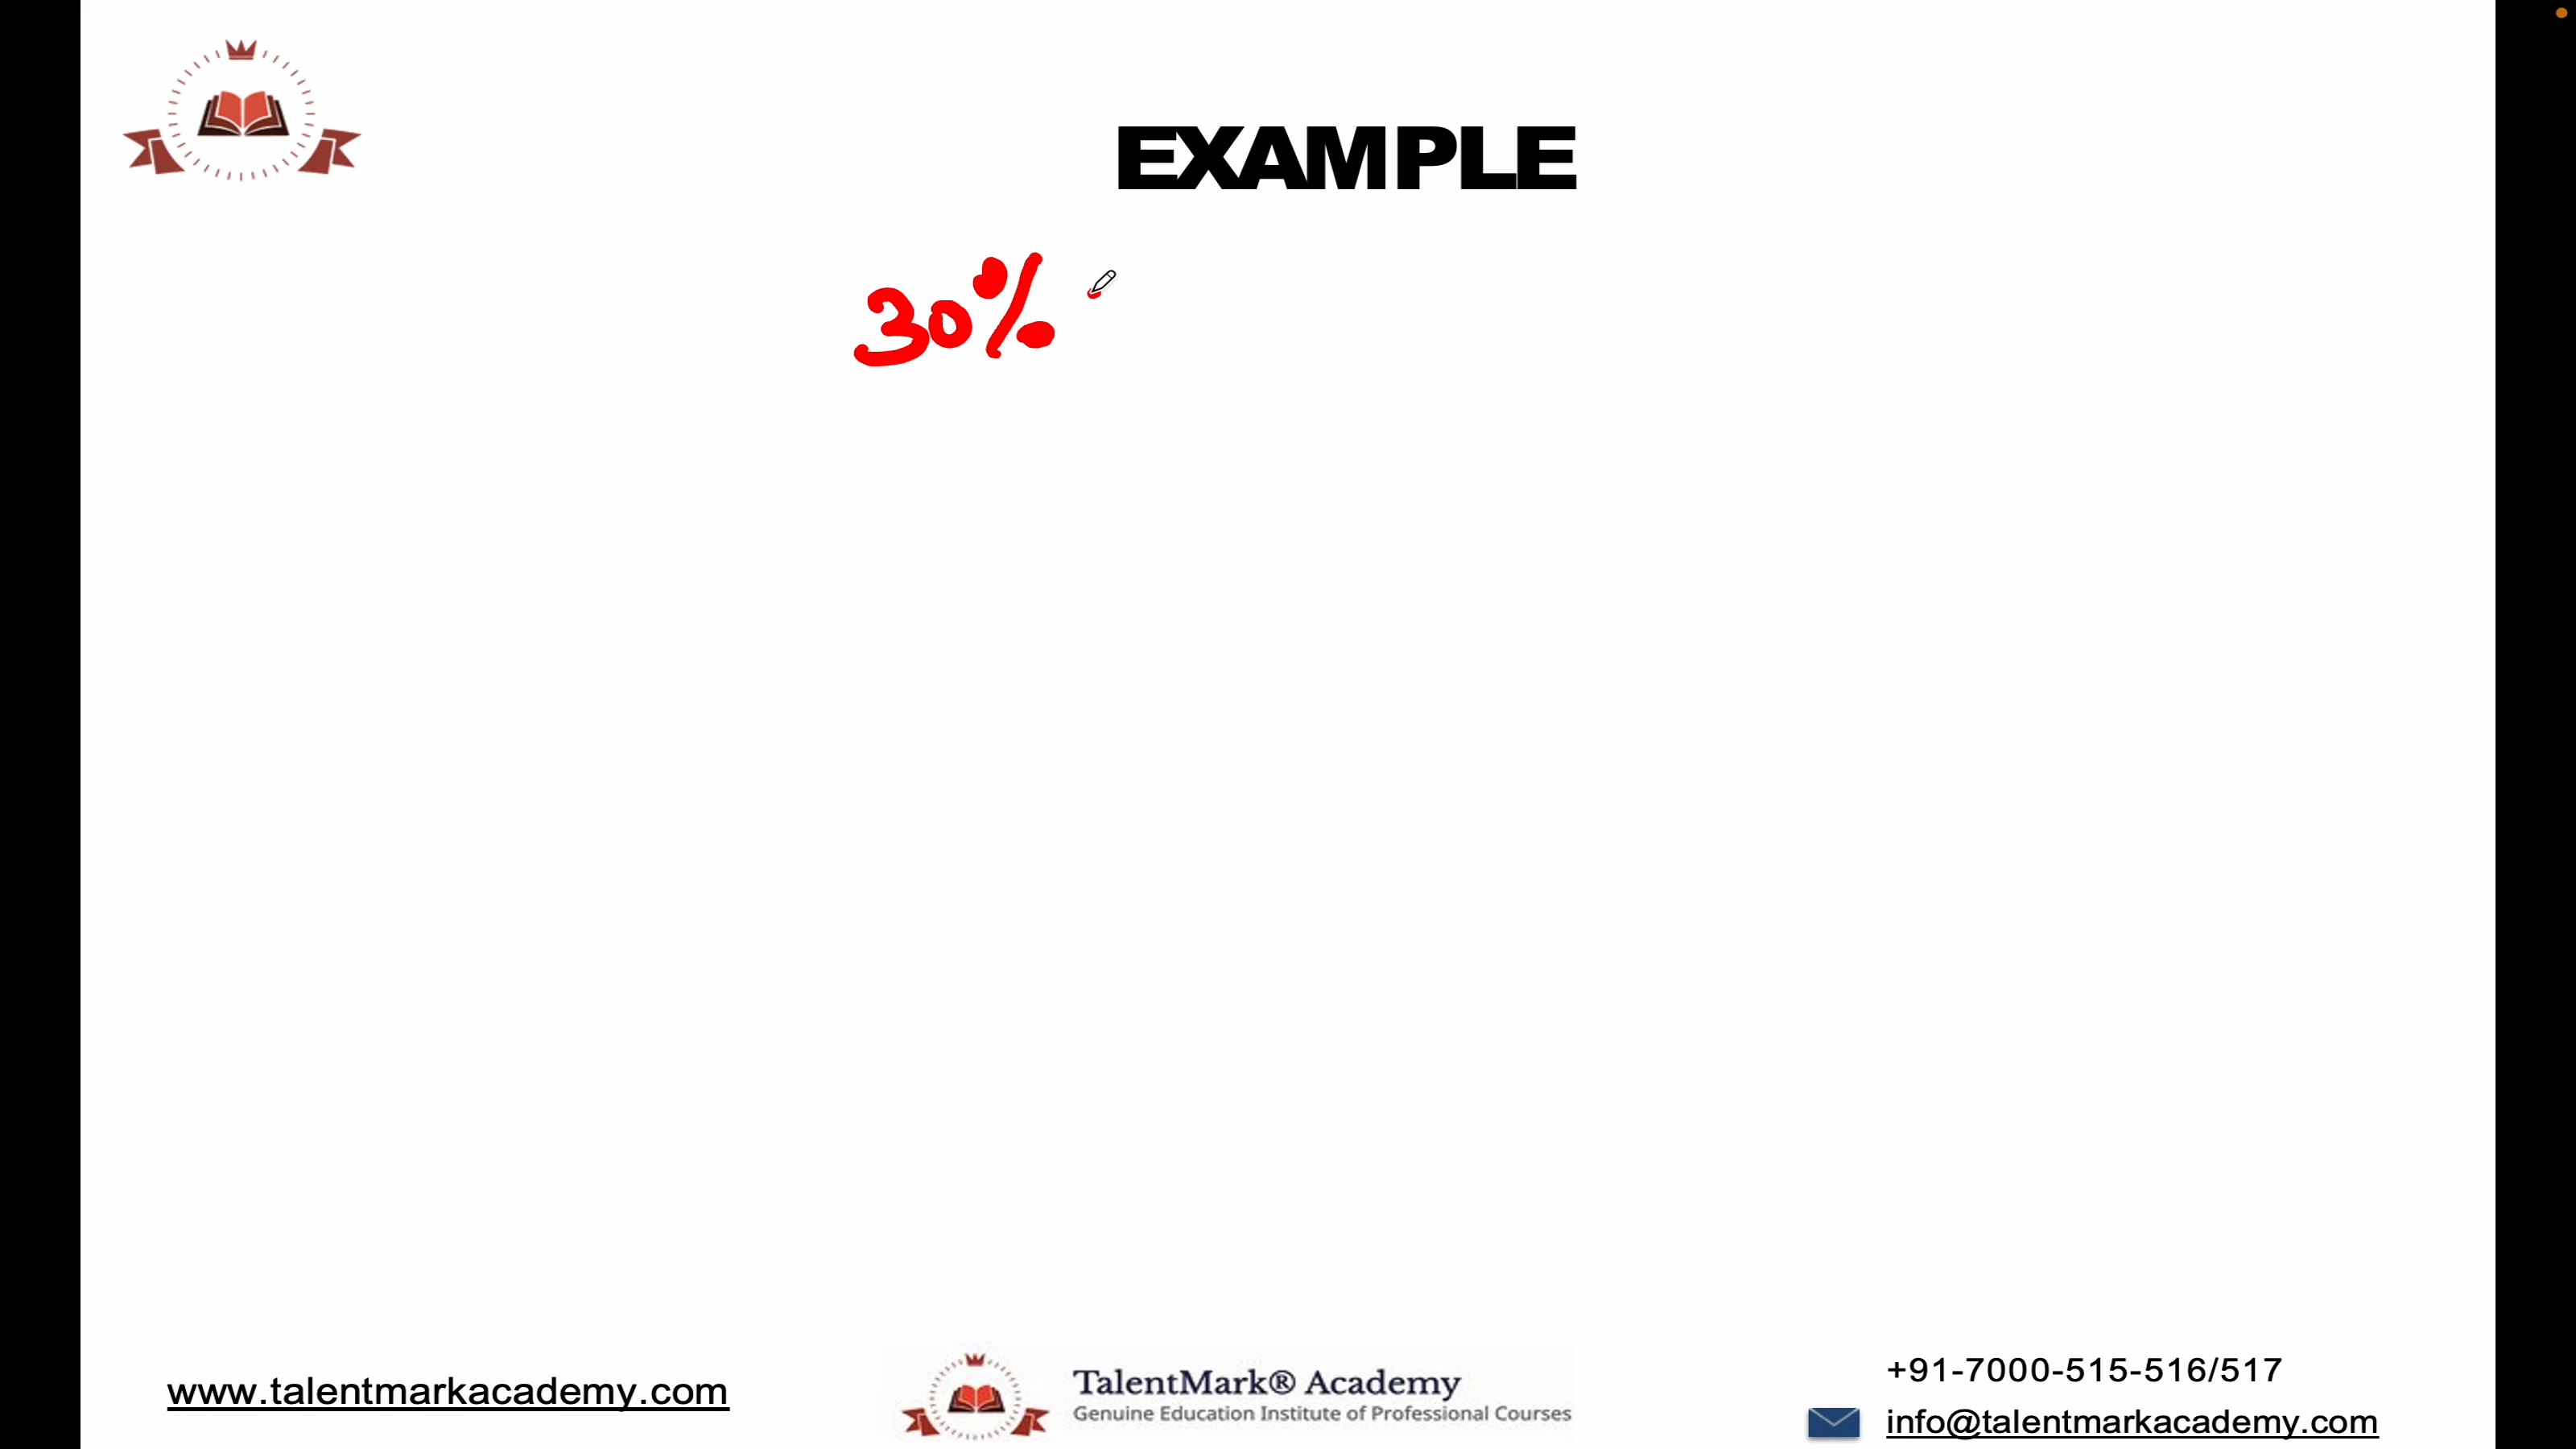 EXAMPLE
30%
www.talentmarkacademy.com
TalentMark® Academy
Genuine Education Institute of Professional Courses
+91-7000-515-516/517
info@talentmarkacademy.com